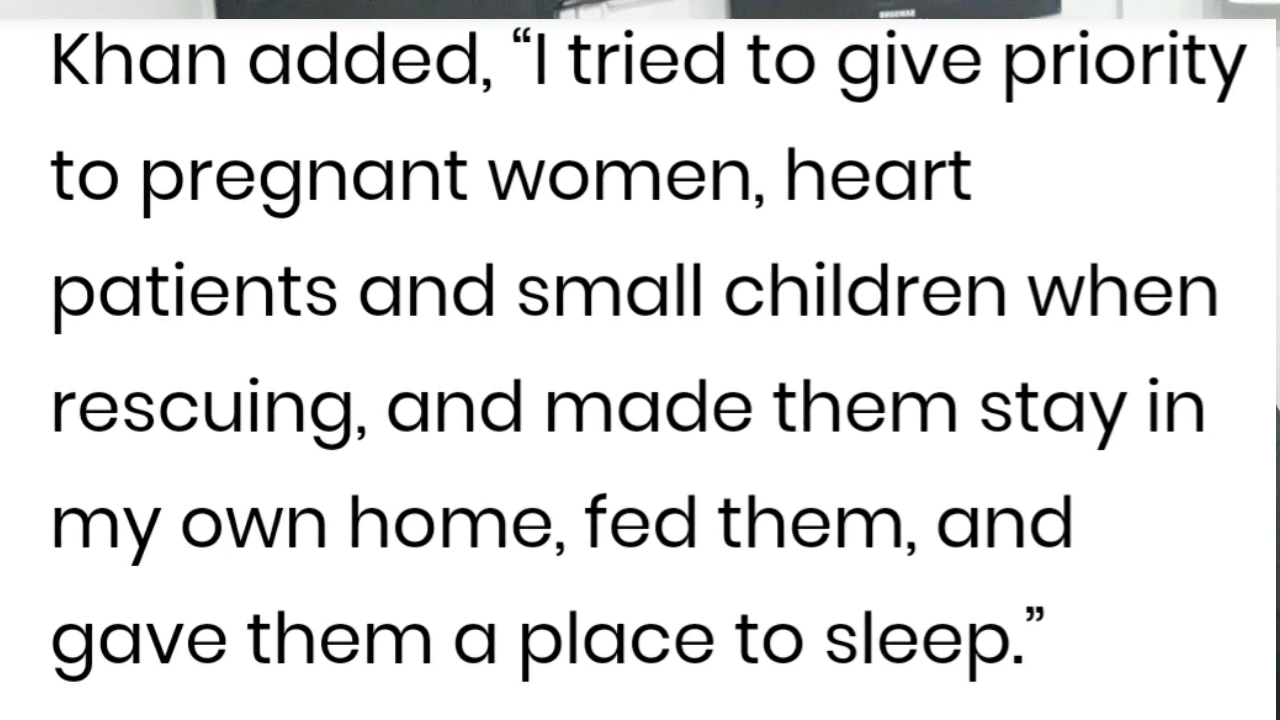 Khan added, “I tried to give priority
to pregnant women, heart
patients and small children when
rescuing, and made them stay in
my own home, fed them, and
gave them a place to sleep.”